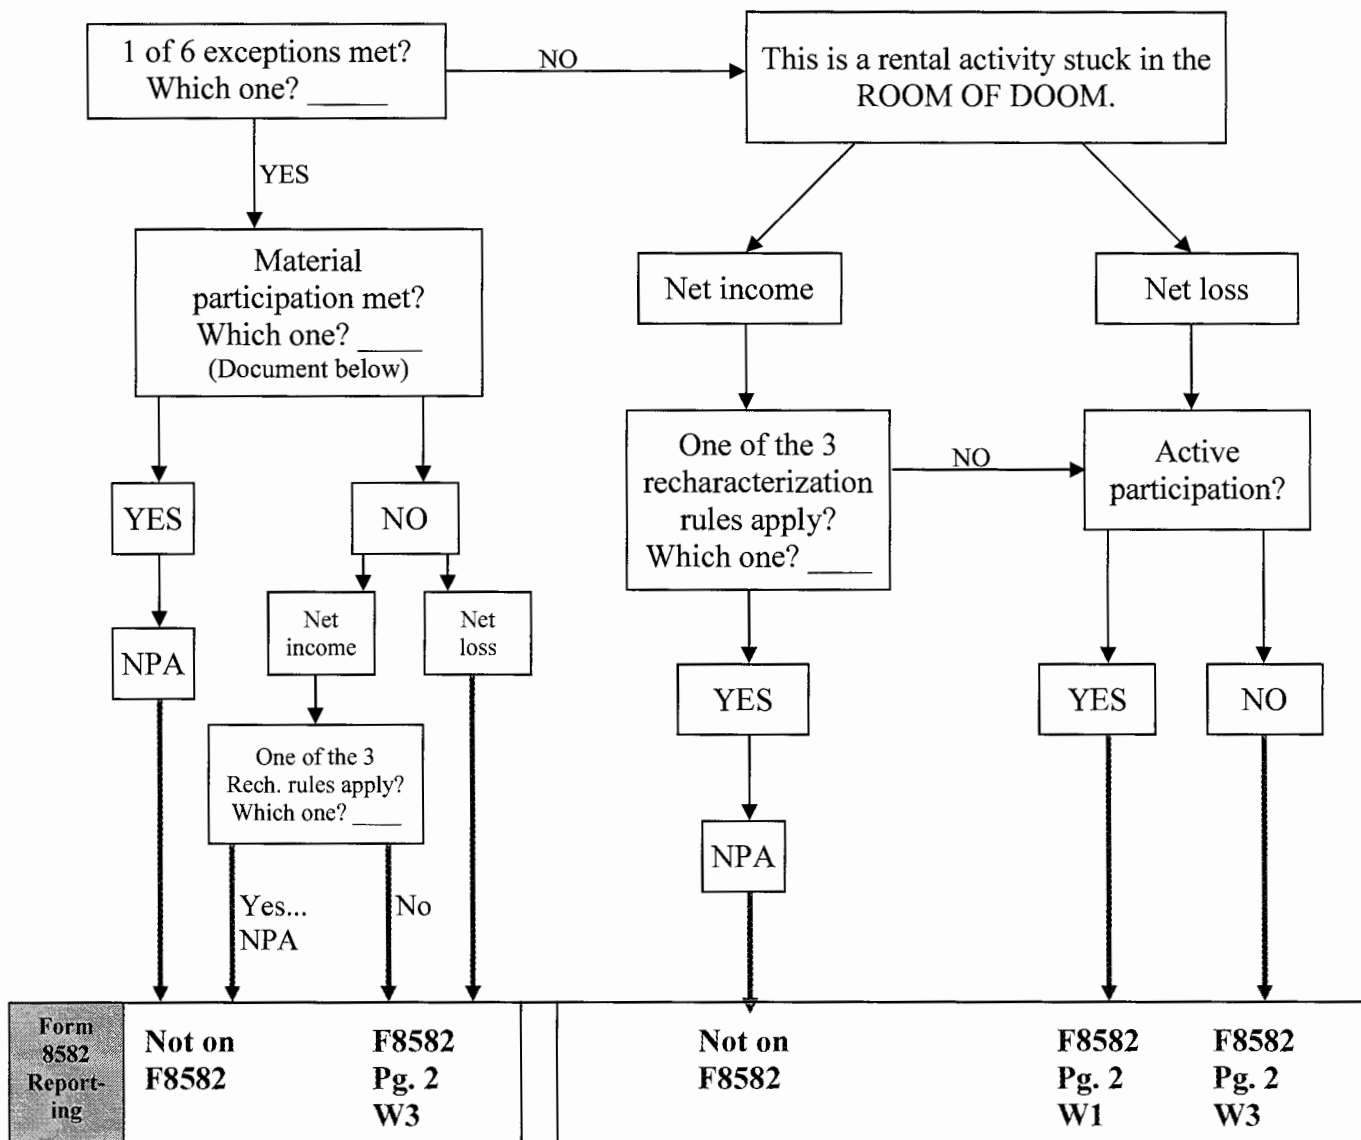 1 of 6 exceptions met?
Which one? _____
NO
This is a rental activity stuck in the
ROOM OF DOOM.
YES
Material
participation met?
Which one? ____
(Document below)
Net income
Net loss
YES
NO
One of the 3
recharacterization
rules apply?
Which one? ____
NO
Active
participation?
Net
income
Net
loss
NPA
YES
YES
NO
One of the 3
Rech. rules apply?
Which one? ____
NPA
Yes...
NPA
No
Form
8582
Report-
ing
Not on
F8582
F8582
Pg. 2
W3
Not on
F8582
F8582
Pg. 2
W1
F8582
Pg. 2
W3